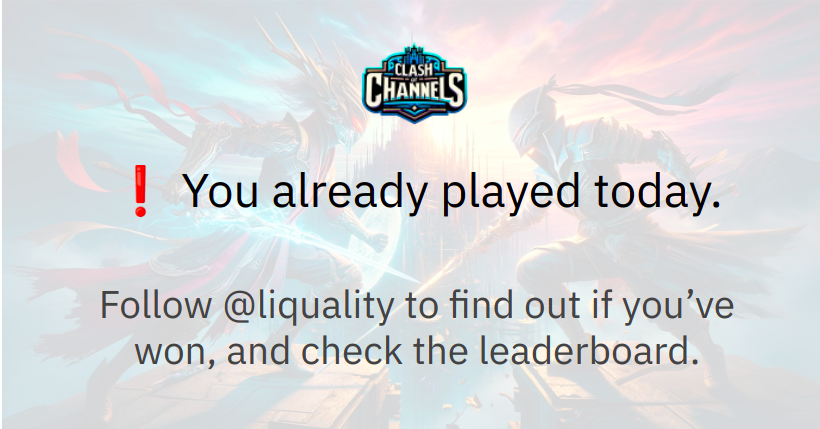 CLASH
OF
CHANNELS
❗ You already played today.
Follow @liquality to find out if you’ve
won, and check the leaderboard.